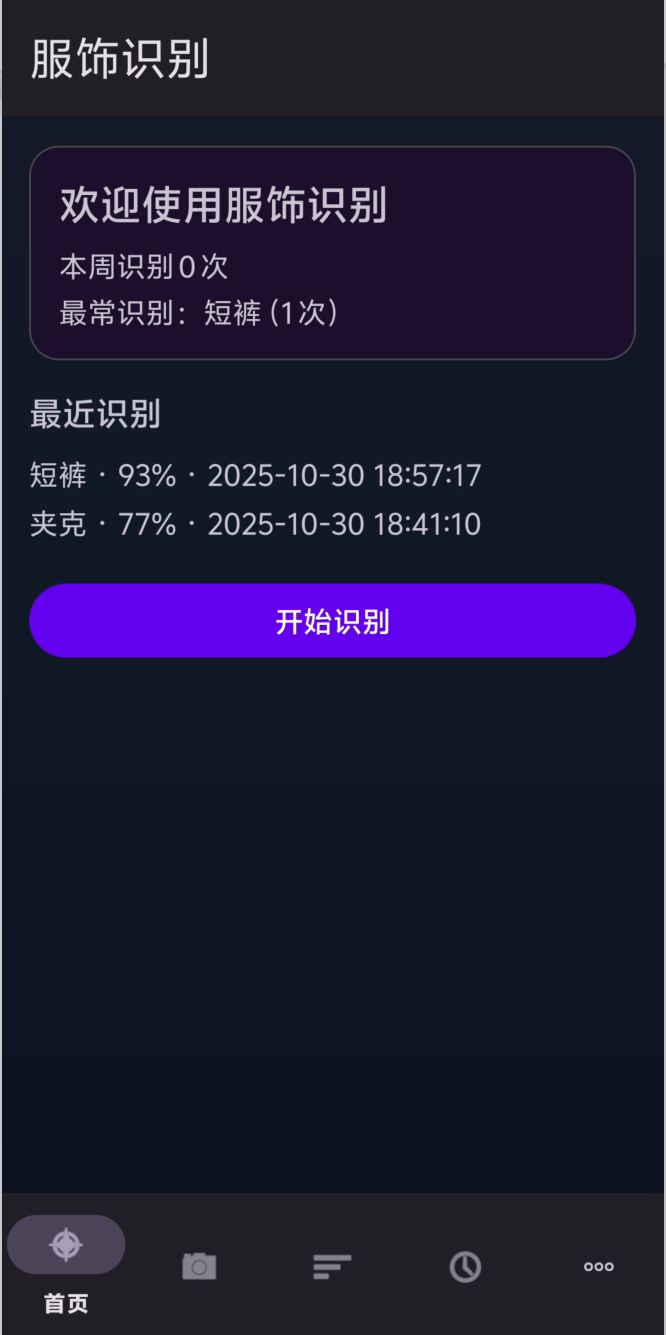 服饰识别
欢迎使用服饰识别
本周识别0次
最常识别：短裤 (1次)
最近识别
短裤 · 93% · 2025-10-30 18:57:17
夹克 · 77% · 2025-10-30 18:41:10
开始识别
首页